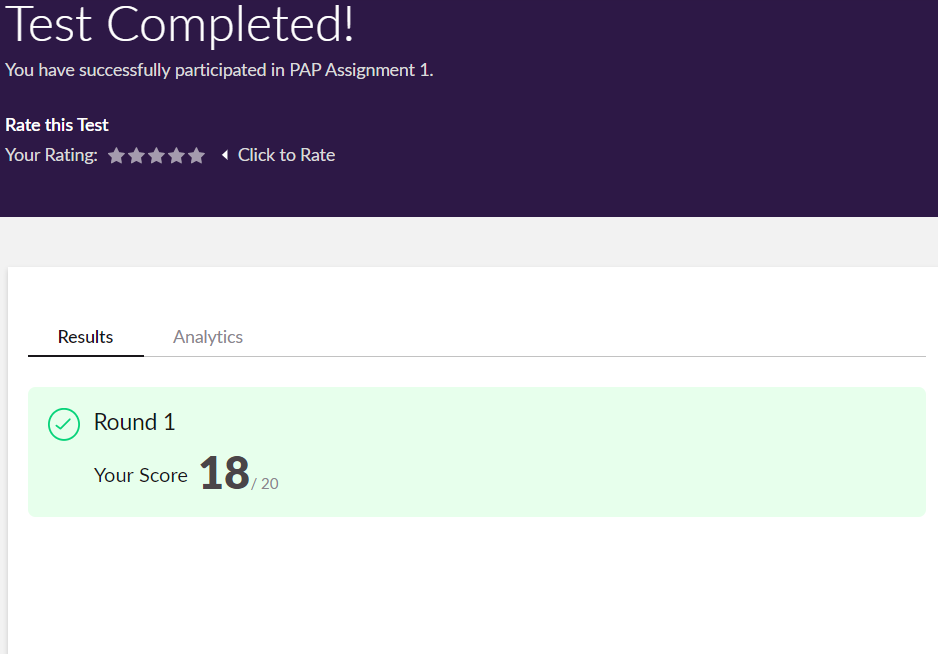 Test Completed!
You have successfully participated in PAP Assignment 1.
Rate this Test
Your Rating: Click to Rate
Results Analytics
Round 1
Your Score 18 / 20